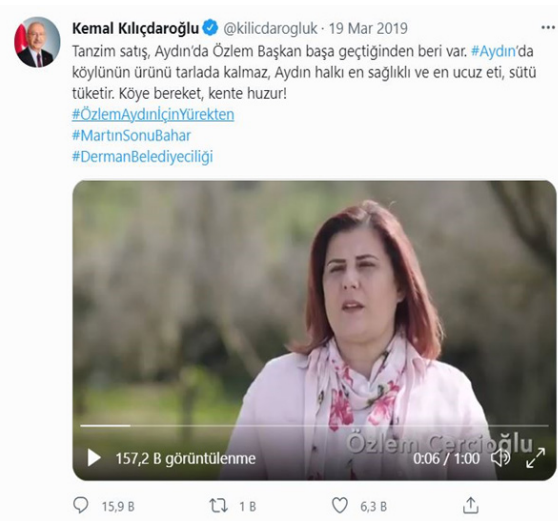 Kemal Kılıçdaroğlu @kilicdarogluk · 19 Mar 2019
Tanzim satış, Aydın'da Özlem Başkan başa geçtiğinden beri var. #Aydın'da
köylünün ürünü tarlada kalmaz, Aydın halkı en sağlıklı ve en ucuz eti, sütü
tüketir. Köye bereket, kente huzur!
#ÖzlemAydınİçinYürekten
#MartınSonuBahar
#DermanBelediyeciliği
Özlem Çerçioğlu
157,2 B görüntülenme 0:06 / 1:00
15,9 B 1 B 6,3 B